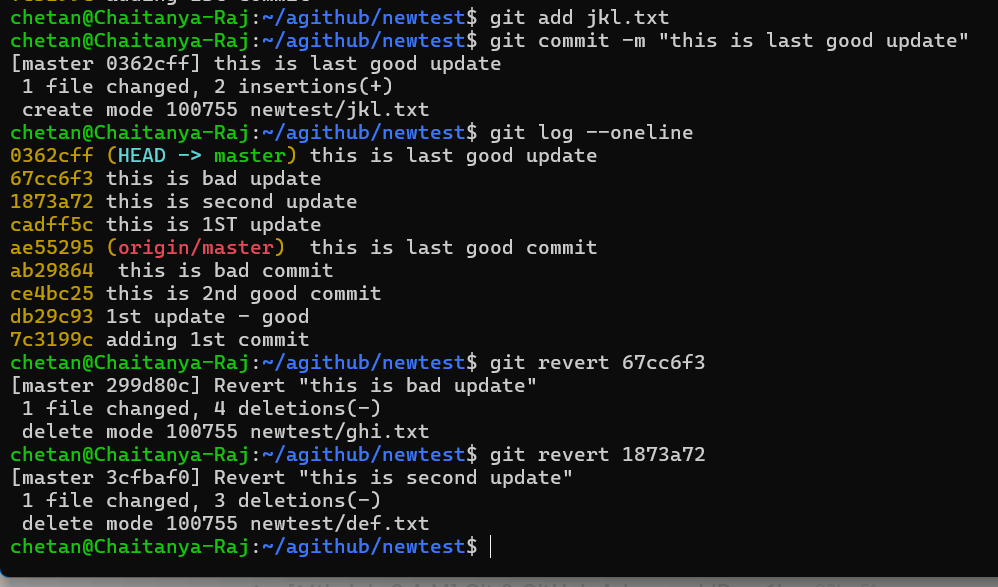 chetan@Chaitanya-Raj:~/agithub/newtest$ git add jkl.txt
chetan@Chaitanya-Raj:~/agithub/newtest$ git commit -m "this is last good update"
[master 0362cff] this is last good update
 1 file changed, 2 insertions(+)
 create mode 100755 newtest/jkl.txt
chetan@Chaitanya-Raj:~/agithub/newtest$ git log --oneline
0362cff (HEAD -> master) this is last good update
67cc6f3 this is bad update
1873a72 this is second update
cadff5c this is 1ST update
ae55295 (origin/master)  this is last good commit
ab29864  this is bad commit
ce4bc25 this is 2nd good commit
db29c93 1st update - good
7c3199c adding 1st commit
chetan@Chaitanya-Raj:~/agithub/newtest$ git revert 67cc6f3
[master 299d80c] Revert "this is bad update"
 1 file changed, 4 deletions(-)
 delete mode 100755 newtest/ghi.txt
chetan@Chaitanya-Raj:~/agithub/newtest$ git revert 1873a72
[master 3cfbaf0] Revert "this is second update"
 1 file changed, 3 deletions(-)
 delete mode 100755 newtest/def.txt
chetan@Chaitanya-Raj:~/agithub/newtest$